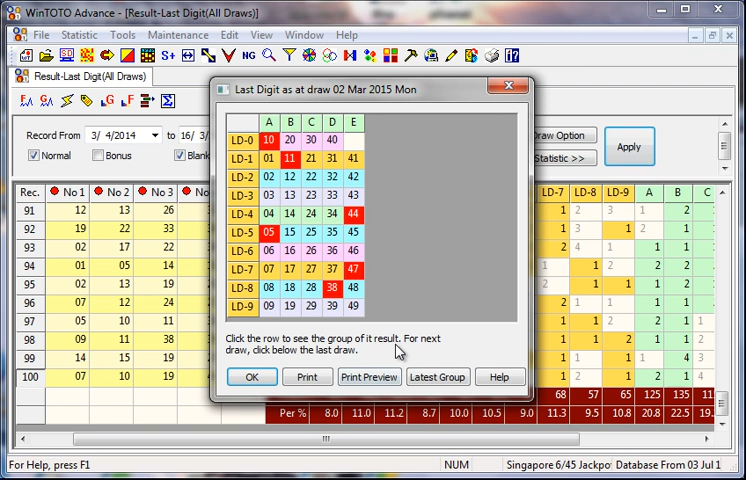 WinTOTO Advance - [Result-Last Digit(All Draws)]
File Statistic Tools Maintenance Edit View Window Help
S+ NG
Result-Last Digit(All Draws)
Record From 3/ 4/2014 to 16/ 3/
Draw Option
Apply
Normal Bonus Blank
Statistic >>
Last Digit as at draw 02 Mar 2015 Mon
A B C D E
LD-0 10 20 30 40
LD-1 01 11 21 31 41
LD-2 02 12 22 32 42
LD-3 03 13 23 33 43
LD-4 04 14 24 34 44
LD-5 05 15 25 35 45
LD-6 06 16 26 36 46
LD-7 07 17 27 37 47
LD-8 08 18 28 38 48
LD-9 09 19 29 39 49
Click the row to see the group of it result. For next
draw, click below the last draw.
OK Print Print Preview Latest Group Help
Rec. No 1 No 2 No 3 No LD-7 LD-8 LD-9 A B C
91 12 13 26 1 2 3 1 2
92 19 22 33 1 3 1 2
93 02 17 22 2 4 1 1 1
94 01 05 14 1 2 2 1
95 02 13 19 2 1 1 2
96 07 12 24 1 1 1
97 05 10 11 1 3 1 1 2
98 09 11 38 1 1 2 1 1
99 14 15 19 2 1 1 4
100 07 10 19 1 2 1 2 1
68 57 65 125 135 11
Per % 8.0 11.0 11.2 8.7 10.0 10.5 9.0 11.3 9.5 10.8 20.8 22.5 19.
For Help, press F1 NUM Singapore 6/45 Jackpo Database From 03 Jul 1